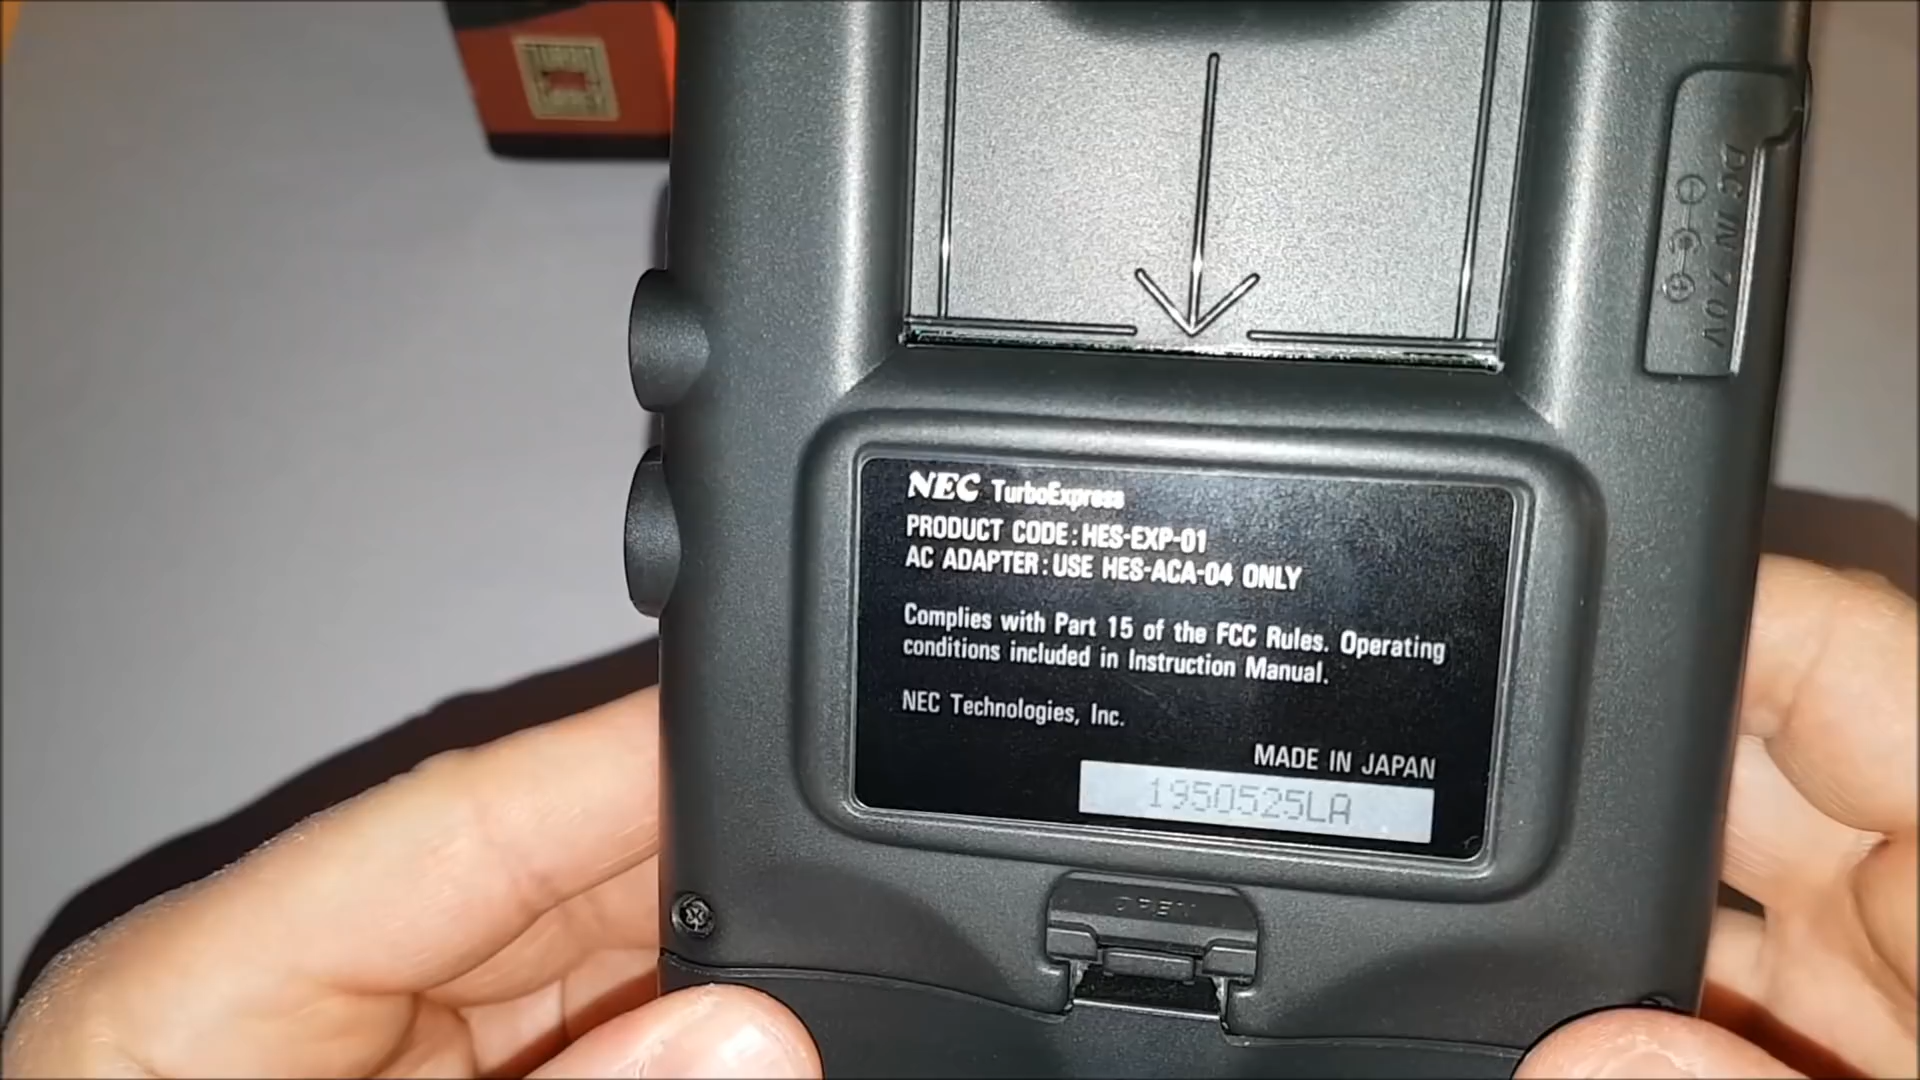 DC IN 7.0V
NEC TurboExpress
PRODUCT CODE : HES-EXP-01
AC ADAPTER : USE HES-ACA-04 ONLY
Complies with Part 15 of the FCC Rules. Operating
conditions included in Instruction Manual.
NEC Technologies, Inc.
MADE IN JAPAN
1950525LA
OPEN